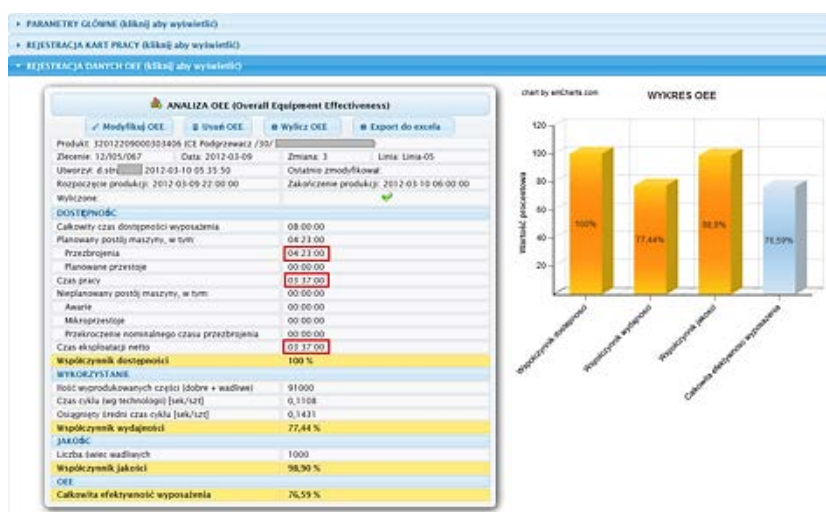 PARAMETRY GŁÓWNE (kliknij aby wyświetlić)
REJESTRACJA KART PRACY (kliknij aby wyświetlić)
REJESTRACJA DANYCH OEE (kliknij aby wyświetlić)
ANALIZA OEE (Overall Equipment Effectiveness)
Modyfikuj OEE Usuń OEE Wylicz OEE Export do excela
Produkt: 32012209000303406 JCE Podgrzewacz /30/
Zlecenie: 12/105/067 Data: 2012-03-09 Zmiana: 3 Linia: Linia-05
Utworzył: 2012-03-10 05:35:50 Ostatnio zmodyfikował:
Rozpoczęcie produkcji: 2012-03-09 22:00:00 Zakończenie produkcji: 2012-03-10 06:00:00
Wyliczone:
DOSTĘPNOŚĆ
Całkowity czas dostępności wyposażenia 08:00:00
Planowany postój maszyny, w tym: 04:23:00
Przezbrojenia 04:23:00
Planowane przestoje 00:00:00
Czas pracy 03:37:00
Nieplanowany postój maszyny, w tym: 00:00:00
Awarie 00:00:00
Mikroprzestoje 00:00:00
Przekroczenie nominalnego czasu przezbrojenia 00:00:00
Czas eksploatacji netto 03:37:00
Współczynnik dostępności 100 %
WYKORZYSTANIE
Ilość wyprodukowanych części (dobre + wadliwe) 91000
Czas cyklu (wg technologii) [sek/szt] 0,1108
Osiągnięty średni czas cyklu [sek/szt] 0,1431
Współczynnik wydajności 77,44 %
JAKOŚĆ
Liczba świec wadliwych 1000
Współczynnik jakości 98,90 %
OEE
Całkowita efektywność wyposażenia 76,59 %
chart by amCharts.com
WYKRES OEE
Wartość procentowa
120
100
80
60
40
20
100%
77,44%
98,9%
76,59%
Współczynnik dostępności
Współczynnik wydajności
Współczynnik jakości
Całkowita efektywność wyposażenia